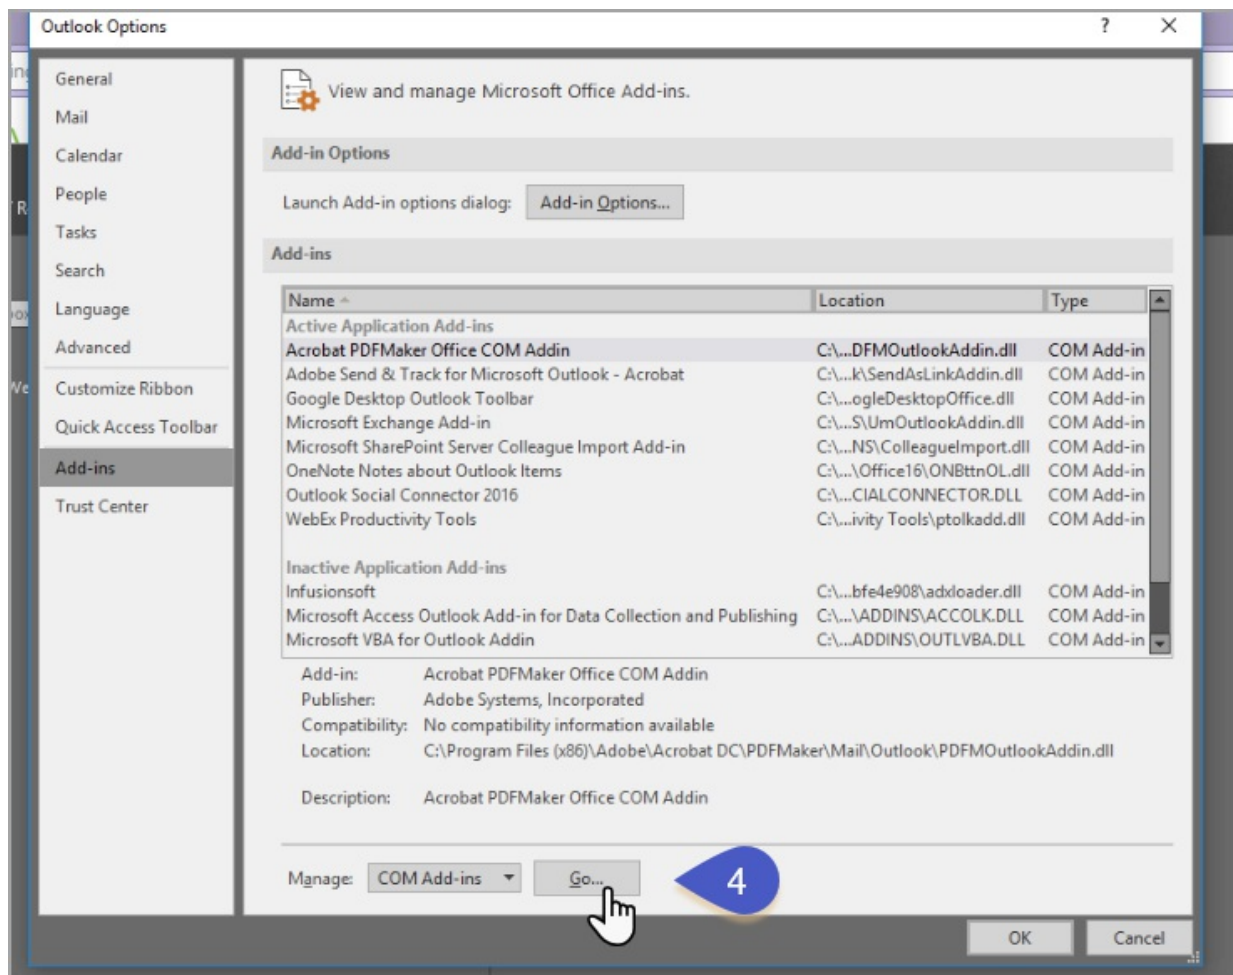 Outlook Options
?
General
Mail
Calendar
People
Tasks
Search
Language
Advanced
Customize Ribbon
Quick Access Toolbar
Add-ins
Trust Center
View and manage Microsoft Office Add-ins.
Add-in Options
Launch Add-in options dialog: Add-in Options...
Add-ins
Name Location Type
Active Application Add-ins
Acrobat PDFMaker Office COM Addin C:\...DFMOutlookAddin.dll COM Add-in
Adobe Send & Track for Microsoft Outlook - Acrobat C:\...k\SendAsLinkAddin.dll COM Add-in
Google Desktop Outlook Toolbar C:\...ogleDesktopOffice.dll COM Add-in
Microsoft Exchange Add-in C:\...S\UmOutlookAddin.dll COM Add-in
Microsoft SharePoint Server Colleague Import Add-in C:\...NS\ColleagueImport.dll COM Add-in
OneNote Notes about Outlook Items C:\...\Office16\ONBttnOL.dll COM Add-in
Outlook Social Connector 2016 C:\...CIALCONNECTOR.DLL COM Add-in
WebEx Productivity Tools C:\...ivity Tools\ptolkadd.dll COM Add-in
Inactive Application Add-ins
Infusionsoft C:\...bfe4e908\adxloader.dll COM Add-in
Microsoft Access Outlook Add-in for Data Collection and Publishing C:\...\ADDINS\ACCOLK.DLL COM Add-in
Microsoft VBA for Outlook Addin C:\...ADDINS\OUTLVBA.DLL COM Add-in
Add-in: Acrobat PDFMaker Office COM Addin
Publisher: Adobe Systems, Incorporated
Compatibility: No compatibility information available
Location: C:\Program Files (x86)\Adobe\Acrobat DC\PDFMaker\Mail\Outlook\PDFMOutlookAddin.dll
Description: Acrobat PDFMaker Office COM Addin
Manage: COM Add-ins Go... 4
OK Cancel